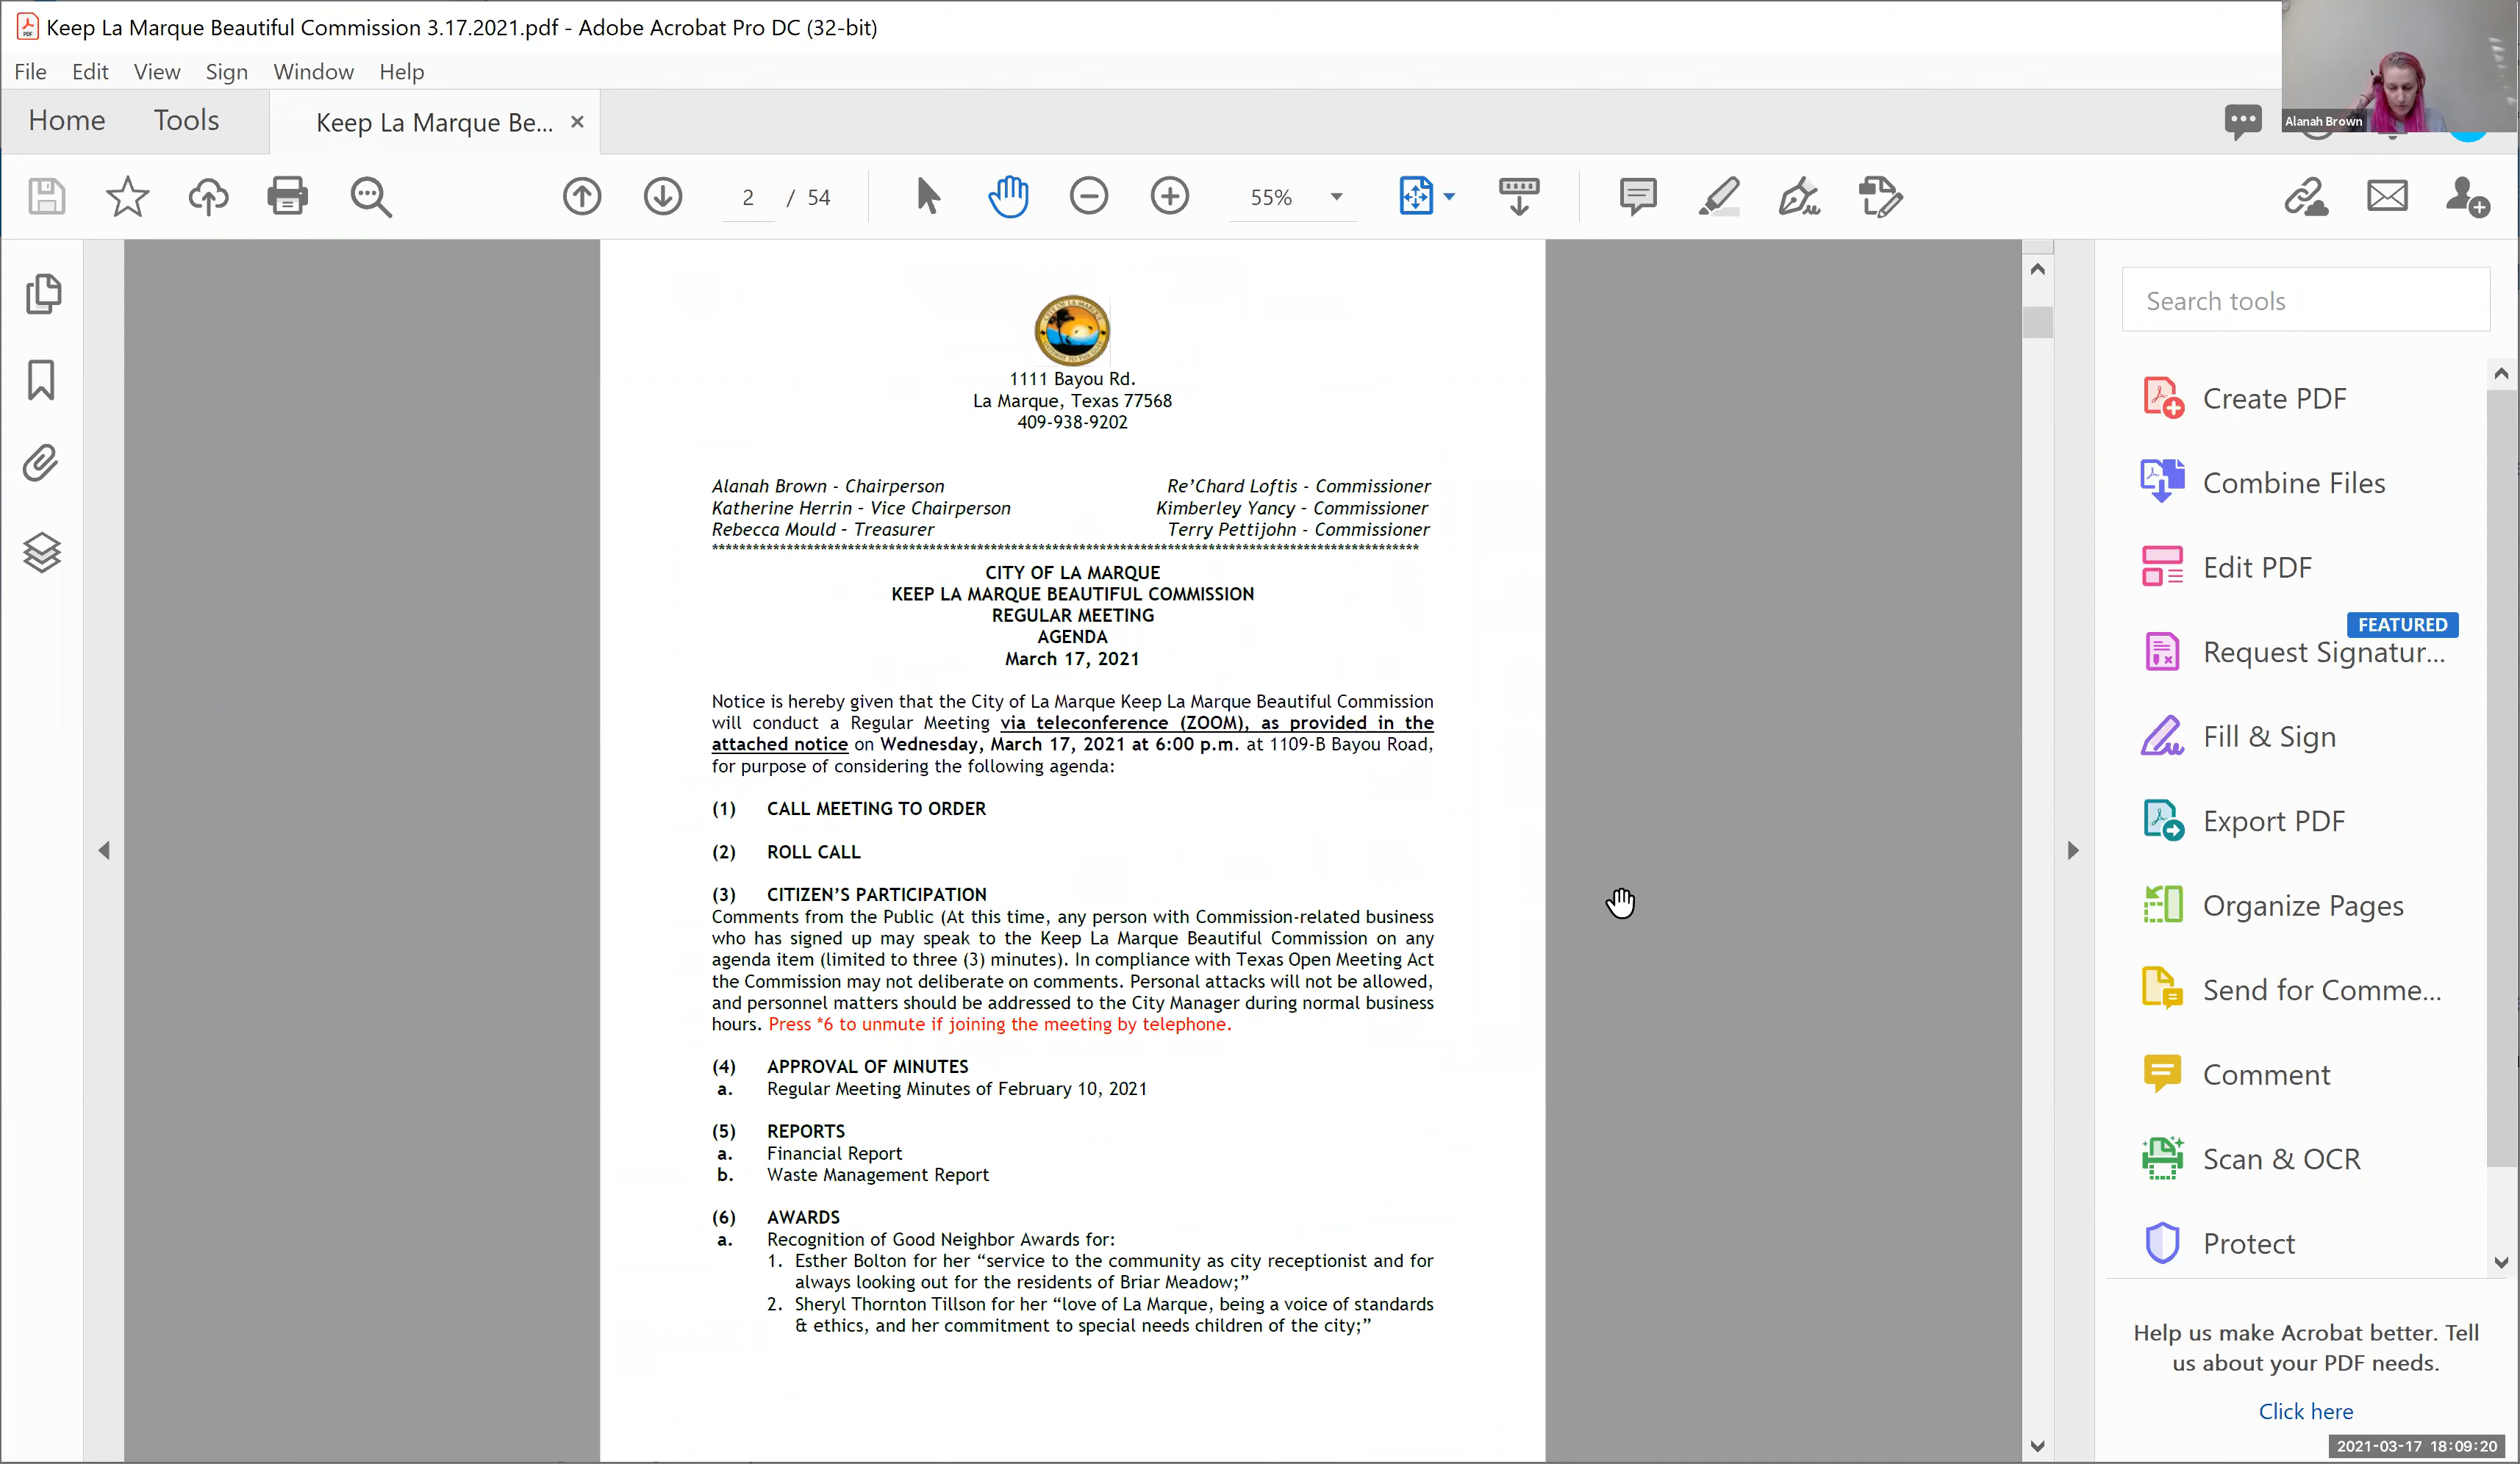 Keep La Marque Beautiful Commission 3.17.2021.pdf - Adobe Acrobat Pro DC (32-bit)
File Edit View Sign Window Help
Home Tools Keep La Marque Be... ×
Alanah Brown
2 / 54 55%
1111 Bayou Rd.
La Marque, Texas 77568
409-938-9202
Alanah Brown - Chairperson Re’Chard Loftis - Commissioner
Katherine Herrin - Vice Chairperson Kimberley Yancy - Commissioner
Rebecca Mould - Treasurer Terry Pettijohn - Commissioner
CITY OF LA MARQUE
KEEP LA MARQUE BEAUTIFUL COMMISSION
REGULAR MEETING
AGENDA
March 17, 2021
Notice is hereby given that the City of La Marque Keep La Marque Beautiful Commission
will conduct a Regular Meeting via teleconference (ZOOM), as provided in the
attached notice on Wednesday, March 17, 2021 at 6:00 p.m. at 1109-B Bayou Road,
for purpose of considering the following agenda:
(1) CALL MEETING TO ORDER
(2) ROLL CALL
(3) CITIZEN’S PARTICIPATION
Comments from the Public (At this time, any person with Commission-related business
who has signed up may speak to the Keep La Marque Beautiful Commission on any
agenda item (limited to three (3) minutes). In compliance with Texas Open Meeting Act
the Commission may not deliberate on comments. Personal attacks will not be allowed,
and personnel matters should be addressed to the City Manager during normal business
hours. Press *6 to unmute if joining the meeting by telephone.
(4) APPROVAL OF MINUTES
a. Regular Meeting Minutes of February 10, 2021
(5) REPORTS
a. Financial Report
b. Waste Management Report
(6) AWARDS
a. Recognition of Good Neighbor Awards for:
1. Esther Bolton for her “service to the community as city receptionist and for
always looking out for the residents of Briar Meadow;”
2. Sheryl Thornton Tillson for her “love of La Marque, being a voice of standards
& ethics, and her commitment to special needs children of the city;”
Search tools
Create PDF
Combine Files
Edit PDF
FEATURED
Request Signatur...
Fill & Sign
Export PDF
Organize Pages
Send for Comme...
Comment
Scan & OCR
Protect
Help us make Acrobat better. Tell
us about your PDF needs.
Click here
2021-03-17 18:09:20